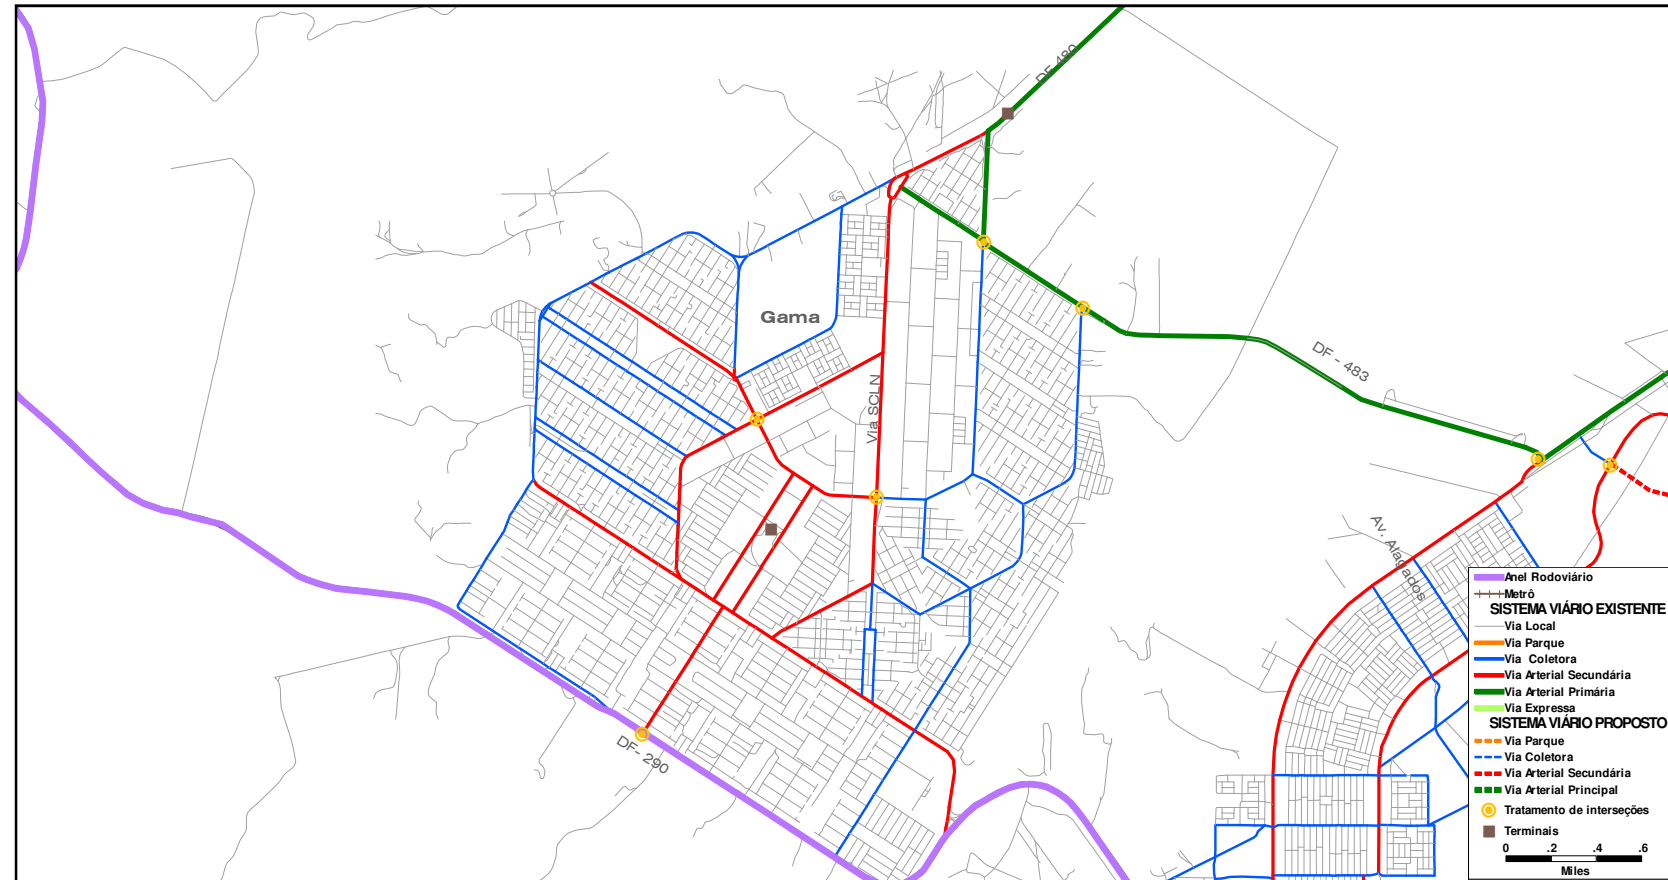 DF 480
Gama
Via SCLN
DF - 483
Av. Alagados
DF- 290
Anel Rodoviário
Metrô
SISTEMA VIÁRIO EXISTENTE
Via Local
Via Parque
Via Coletora
Via Arterial Secundária
Via Arterial Primária
Via Expressa
SISTEMA VIÁRIO PROPOSTO
Via Parque
Via Coletora
Via Arterial Secundária
Via Arterial Principal
Tratamento de interseções
Terminais
0 .2 .4 .6
Miles